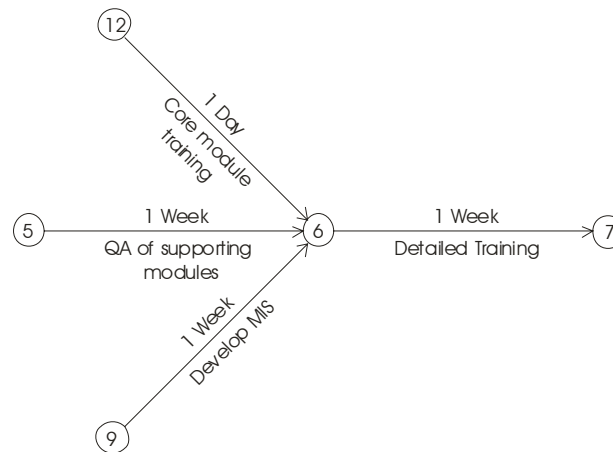 12
1 Day
Core module
training
5
1 Week
QA of supporting
modules
6
1 Week
Detailed Training
7
1 Week
Develop MIS
9